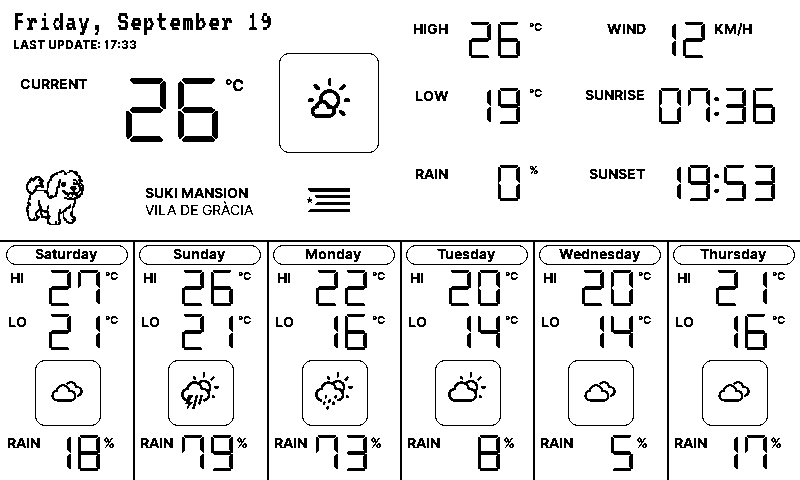 Friday, September 19
LAST UPDATE: 17:33
CURRENT 26 °C
HIGH 26 °C
LOW 19 °C
RAIN 0 %
WIND 12 KM/H
SUNRISE 07:36
SUNSET 19:53
SUKI MANSION
VILA DE GRÀCIA
Saturday
HI 27 °C
LO 21 °C
RAIN 18 %
Sunday
HI 26 °C
LO 21 °C
RAIN 79 %
Monday
HI 22 °C
LO 16 °C
RAIN 73 %
Tuesday
HI 20 °C
LO 14 °C
RAIN 8 %
Wednesday
HI 20 °C
LO 14 °C
RAIN 5 %
Thursday
HI 21 °C
LO 16 °C
RAIN 17 %